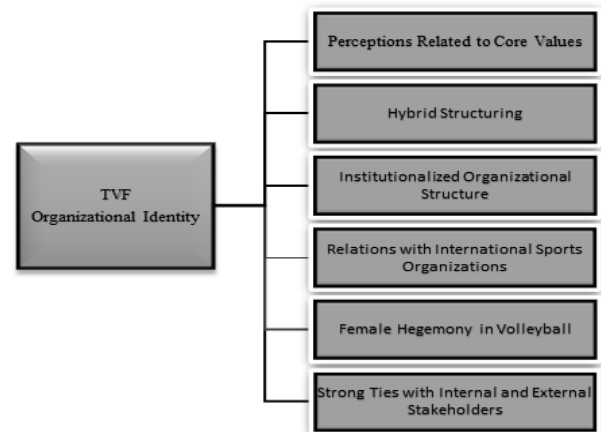 TVF
Organizational Identity
Perceptions Related to Core Values
Hybrid Structuring
Institutionalized Organizational
Structure
Relations with International Sports
Organizations
Female Hegemony in Volleyball
Strong Ties with Internal and External
Stakeholders